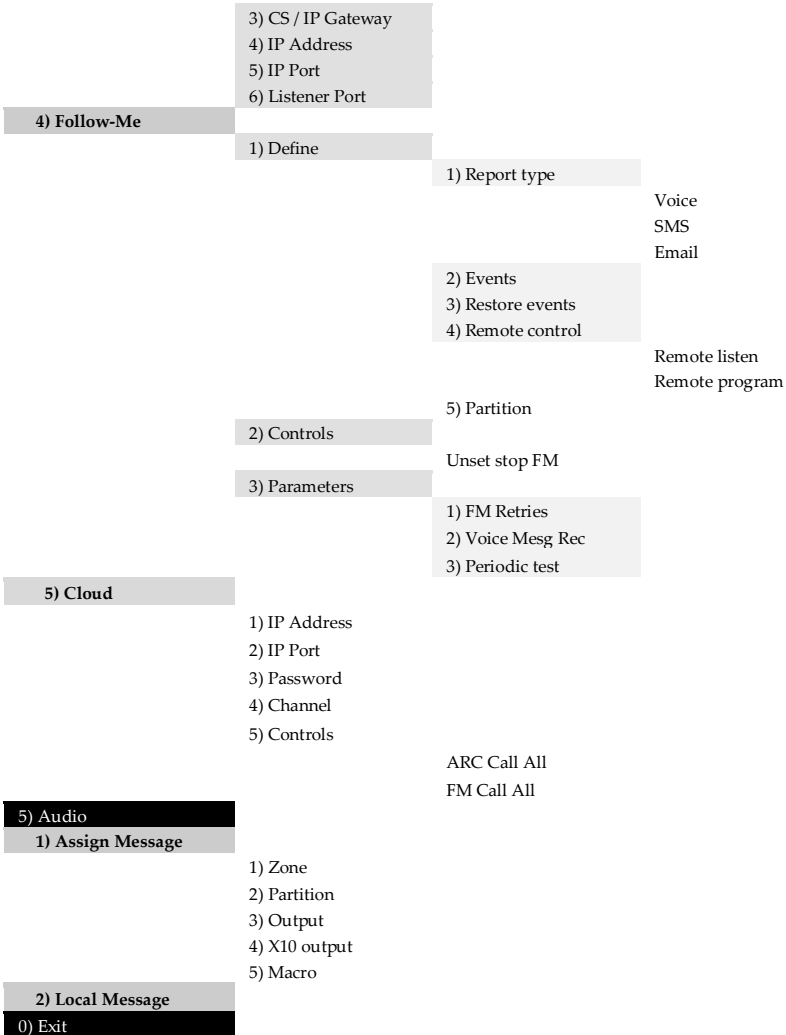 3) CS / IP Gateway
4) IP Address
5) IP Port
6) Listener Port
4) Follow-Me
1) Define
1) Report type
Voice
SMS
Email
2) Events
3) Restore events
4) Remote control
Remote listen
Remote program
5) Partition
2) Controls
Unset stop FM
3) Parameters
1) FM Retries
2) Voice Mesg Rec
3) Periodic test
5) Cloud
1) IP Address
2) IP Port
3) Password
4) Channel
5) Controls
ARC Call All
FM Call All
5) Audio
1) Assign Message
1) Zone
2) Partition
3) Output
4) X10 output
5) Macro
2) Local Message
0) Exit